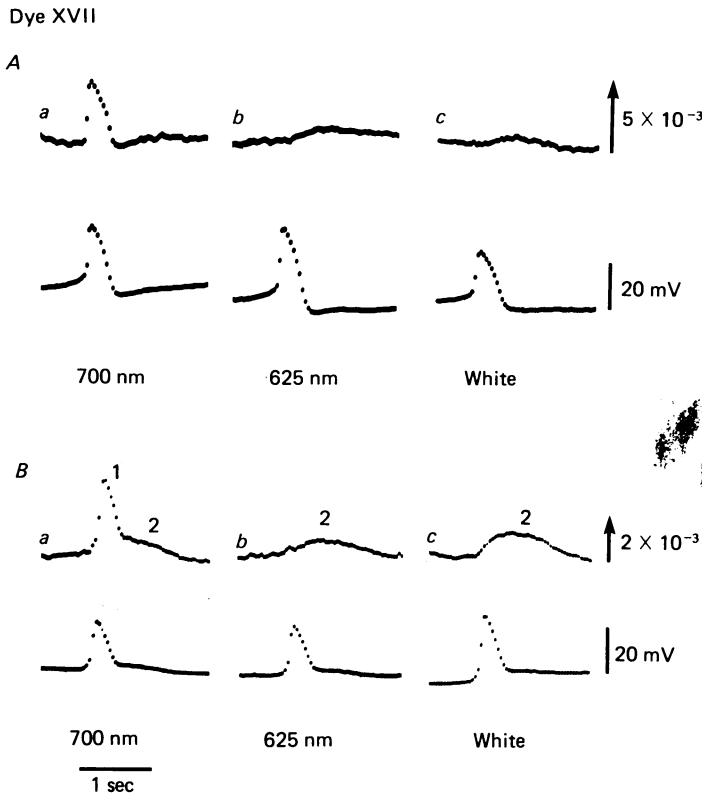 Dye XVII
A
a
b
c
5 × 10⁻³
20 mV
700 nm
625 nm
White
B
1
2
a
2
b
2
c
2 × 10⁻³
20 mV
700 nm
625 nm
White
1 sec